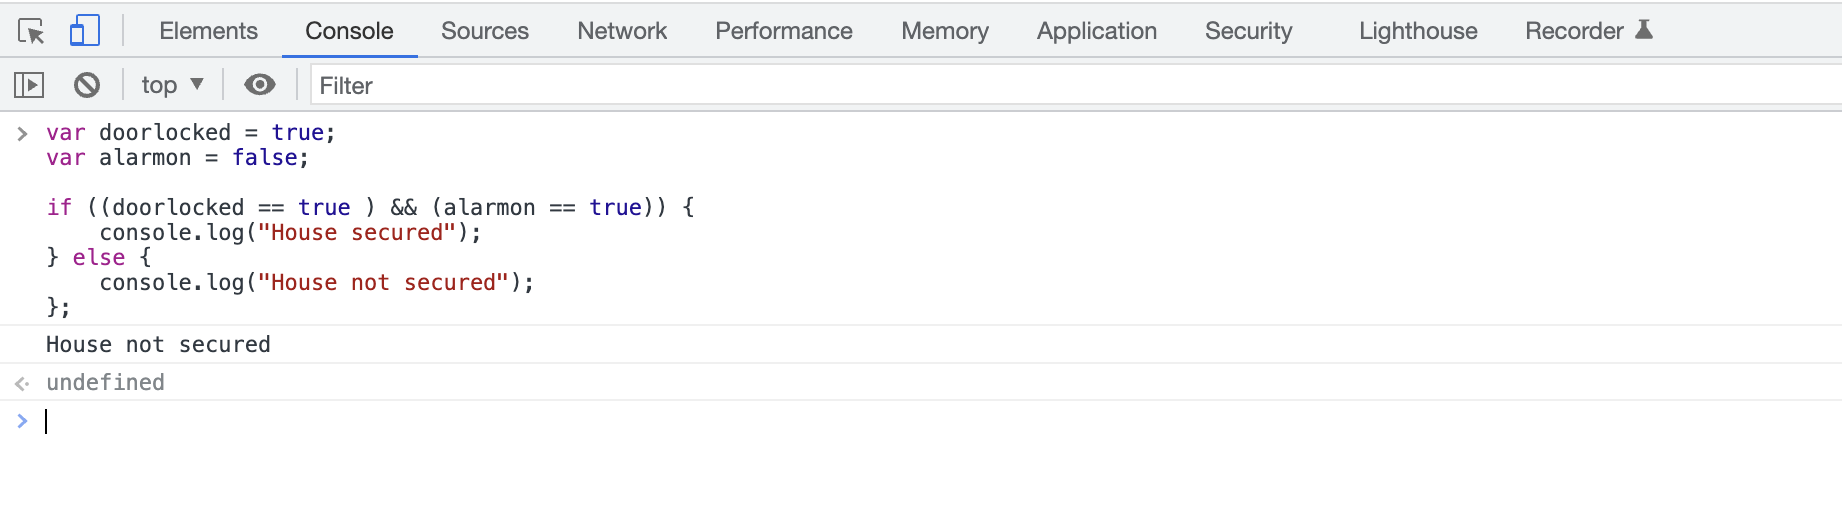 Elements Console Sources Network Performance Memory Application Security Lighthouse Recorder
top ▼ Filter
> var doorlocked = true;
var alarmon = false;
if ((doorlocked == true ) && (alarmon == true)) {
    console.log("House secured");
} else {
    console.log("House not secured");
};
House not secured
undefined
>